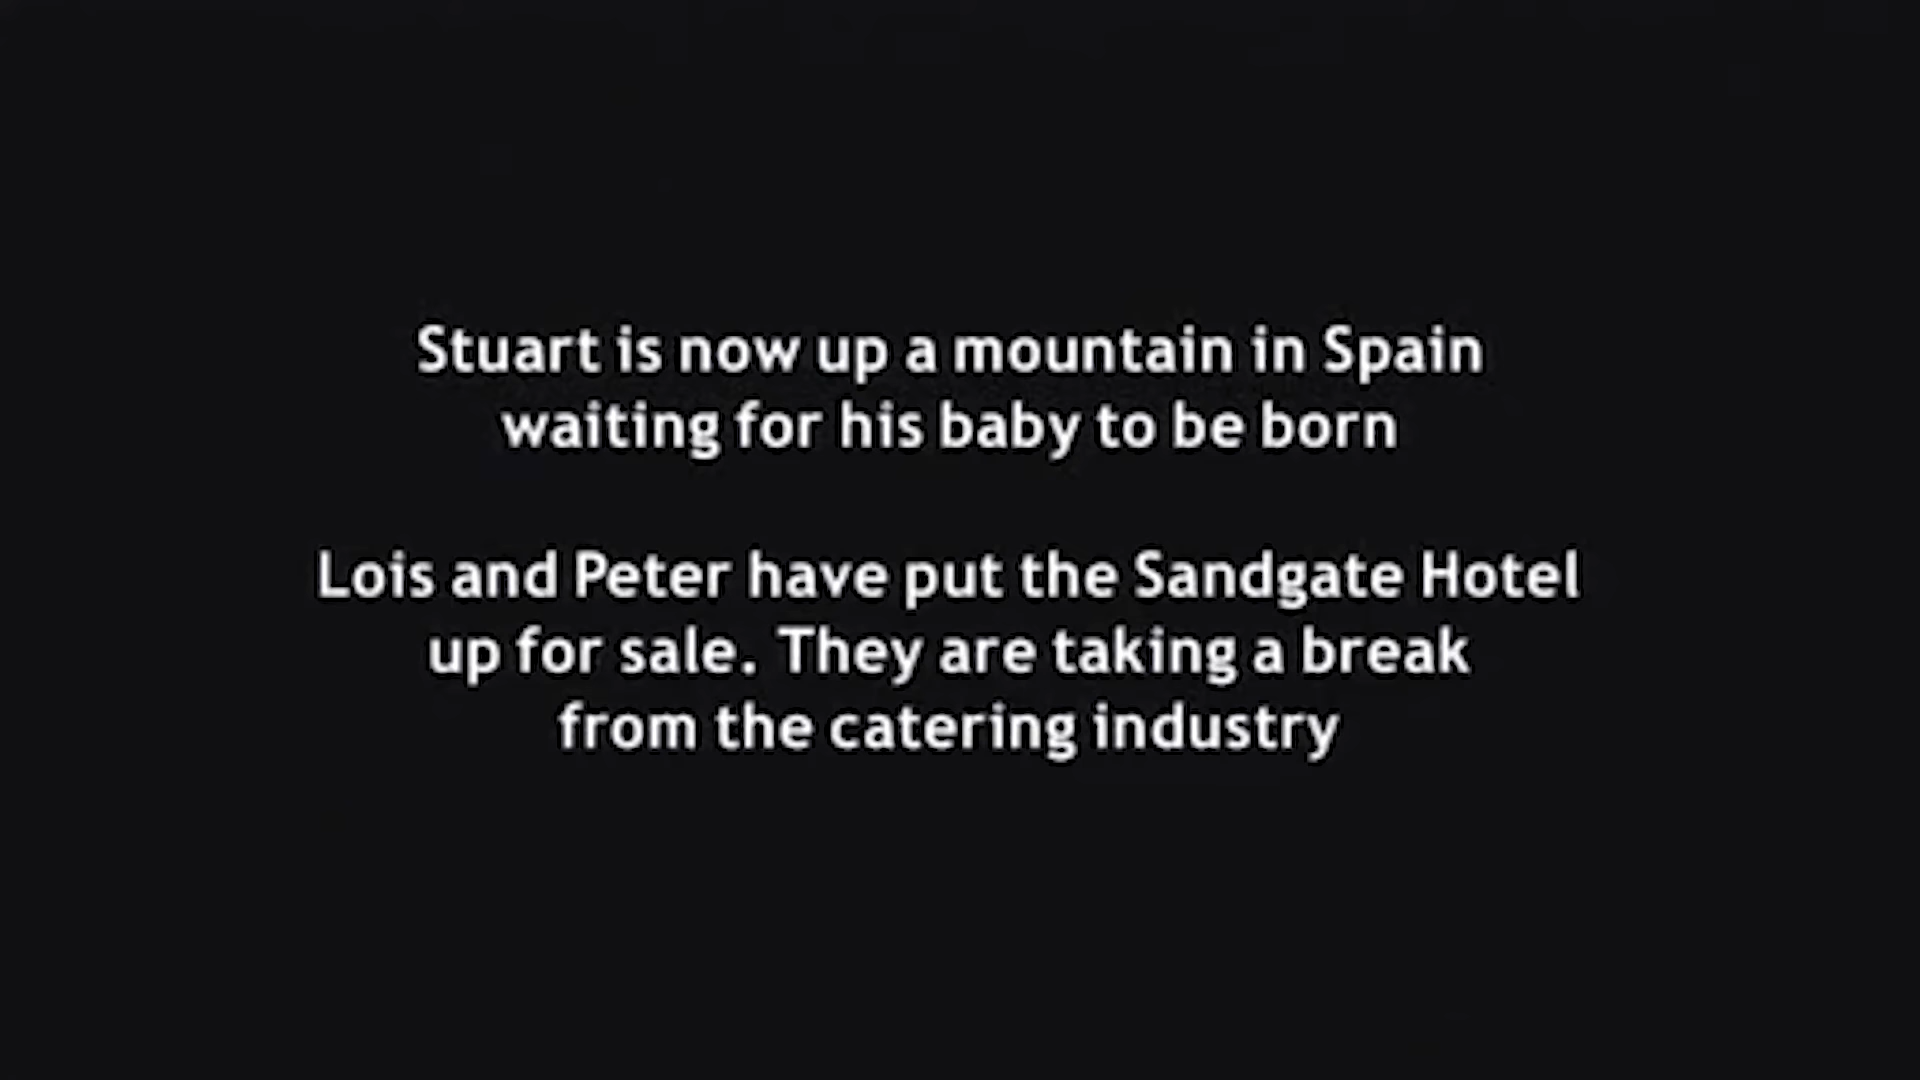 Stuart is now up a mountain in Spain
waiting for his baby to be born
Lois and Peter have put the Sandgate Hotel
up for sale. They are taking a break
from the catering industry